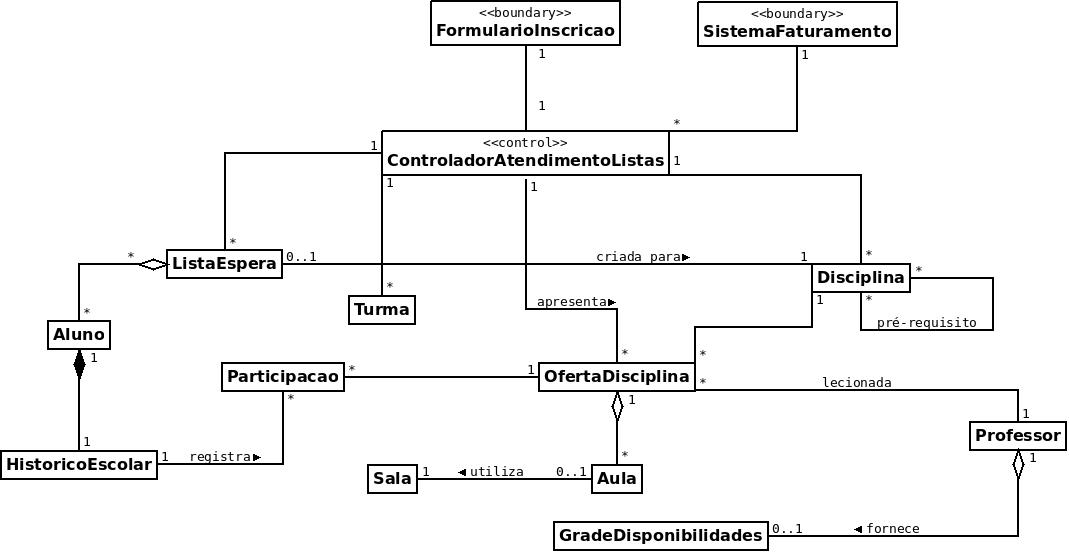 <<boundary>>
FormularioInscricao
<<boundary>>
SistemaFaturamento
1
1
1
*
<<control>>
ControladorAtendimentoListas
1
1
1
1
*
ListaEspera
0..1
criada para►
1
*
Disciplina
*
*
1
*
pré-requisito
*
Turma
apresenta►
*
*
Aluno
1
*
Participacao
*
1
OfertaDisciplina
*
*
lecionada
1
Professor
1
*
1
1
HistoricoEscolar
1
registra►
*
Sala
1
◄utiliza
0..1
Aula
GradeDisponibilidades
0..1
◄fornece